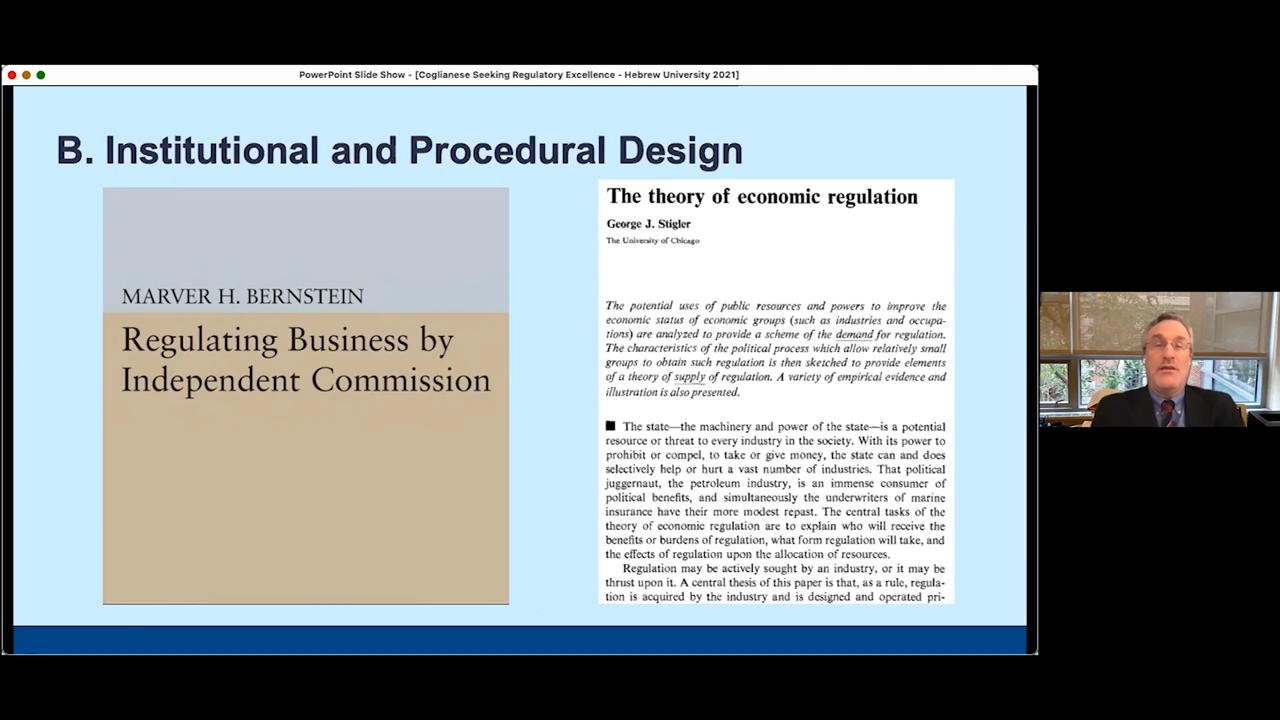 PowerPoint Slide Show - [Coglianese Seeking Regulatory Excellence - Hebrew University 2021]
B. Institutional and Procedural Design
MARVER H. BERNSTEIN
Regulating Business by
Independent Commission
The theory of economic regulation
George J. Stigler
The University of Chicago
The potential uses of public resources and powers to improve the
economic status of economic groups (such as industries and occupa-
tions) are analyzed to provide a scheme of the demand for regulation.
The characteristics of the political process which allow relatively small
groups to obtain such regulation is then sketched to provide elements
of a theory of supply of regulation. A variety of empirical evidence and
illustration is also presented.
■ The state—the machinery and power of the state—is a potential
resource or threat to every industry in the society. With its power to
prohibit or compel, to take or give money, the state can and does
selectively help or hurt a vast number of industries. That political
juggernaut, the petroleum industry, is an immense consumer of
political benefits, and simultaneously the underwriters of marine
insurance have their more modest repast. The central tasks of the
theory of economic regulation are to explain who will receive the
benefits or burdens of regulation, what form regulation will take, and
the effects of regulation upon the allocation of resources.
Regulation may be actively sought by an industry, or it may be
thrust upon it. A central thesis of this paper is that, as a rule, regula-
tion is acquired by the industry and is designed and operated pri-